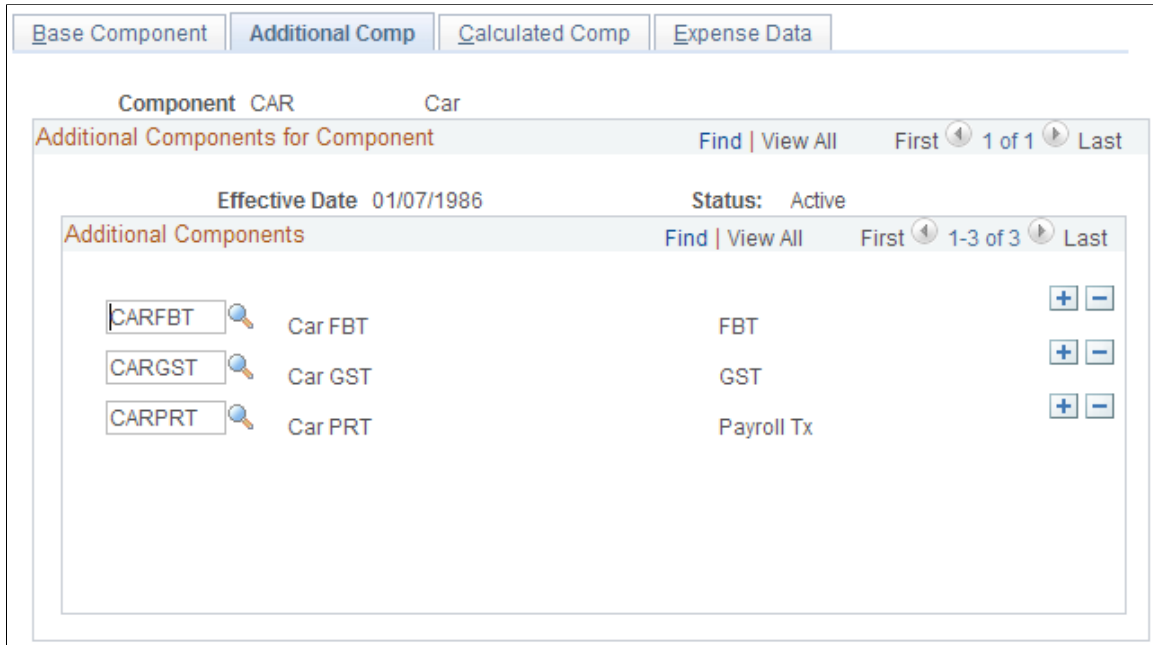 Base Component Additional Comp Calculated Comp Expense Data
Component CAR Car
Additional Components for Component Find | View All First 1 of 1 Last
Effective Date 01/07/1986 Status: Active
Additional Components Find | View All First 1-3 of 3 Last
CARFBT Car FBT FBT
CARGST Car GST GST
CARPRT Car PRT Payroll Tx